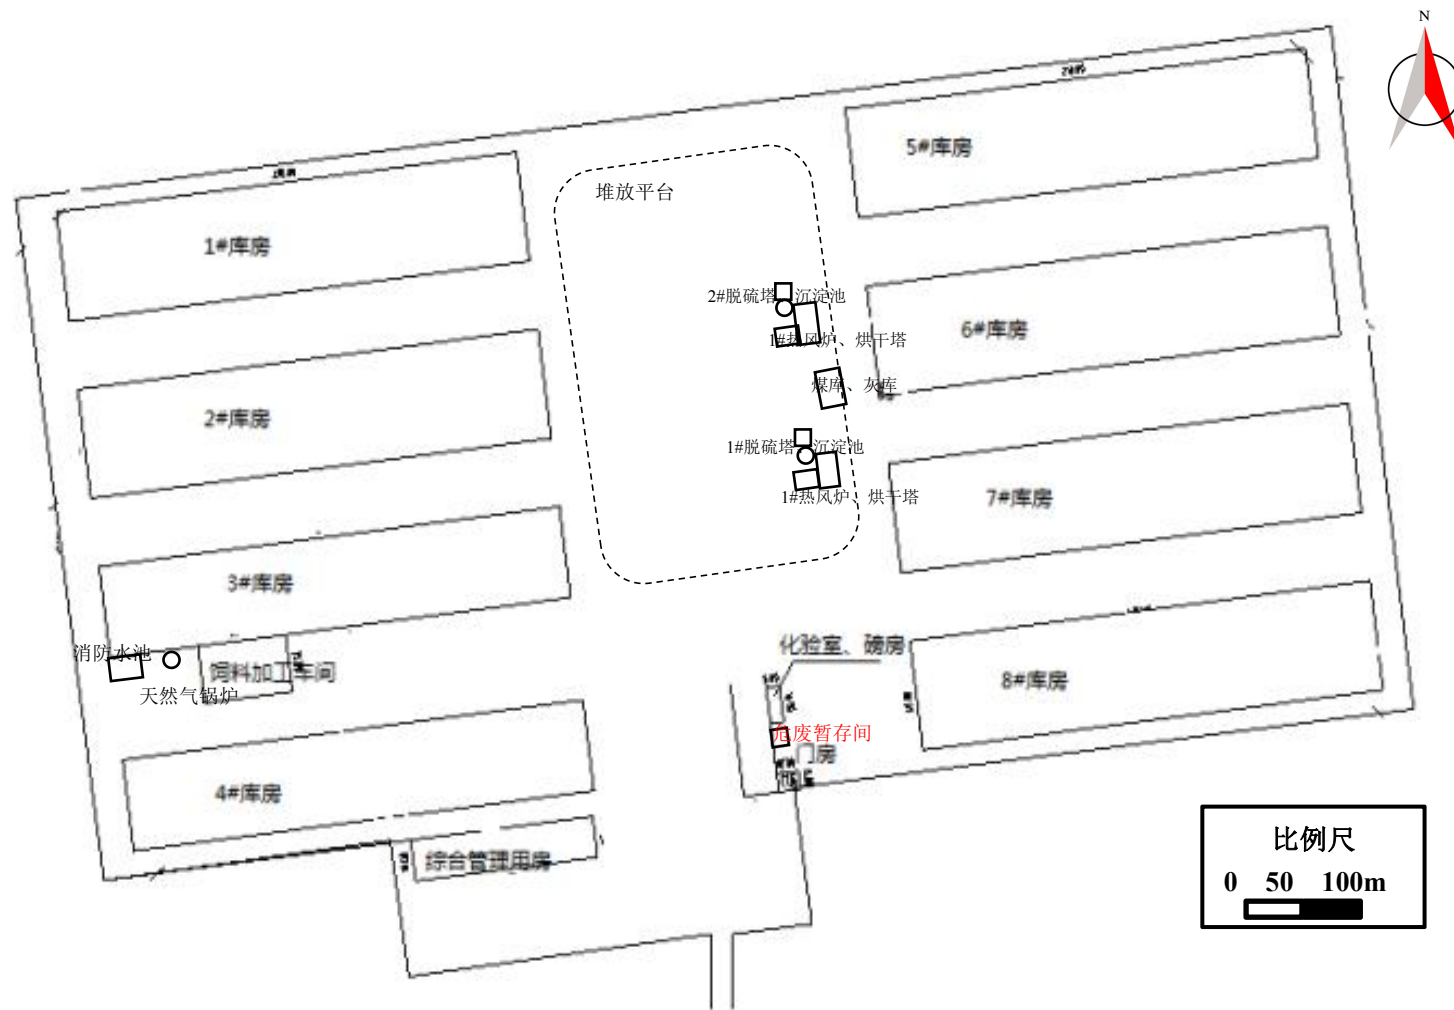 N
5#库房
堆放平台
1#库房
2#脱硫塔、沉淀池
6#库房
1#热风炉、烘干塔
煤库、灰库
2#库房
1#脱硫塔、沉淀池
1#热风炉、烘干塔
7#库房
3#库房
消防水池
饲料加工车间
天然气锅炉
化验室、磅房
8#库房
危废暂存间
门房
4#库房
综合管理用房
比例尺
0 50 100m